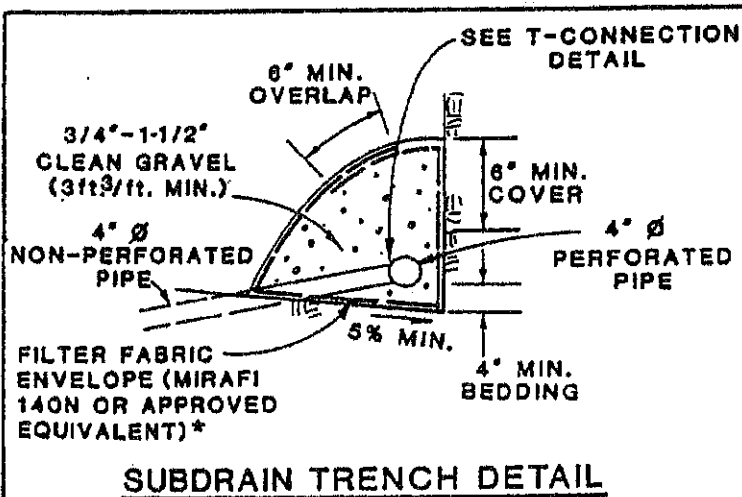 SEE T-CONNECTION
DETAIL
6" MIN.
OVERLAP
3/4"-1-1/2"
CLEAN GRAVEL
(3ft³/ft. MIN.)
6" MIN.
COVER
4" Ø
NON-PERFORATED
PIPE
4" Ø
PERFORATED
PIPE
5% MIN.
FILTER FABRIC
ENVELOPE (MIRAFI
140N OR APPROVED
EQUIVALENT)*
4" MIN.
BEDDING
SUBDRAIN TRENCH DETAIL